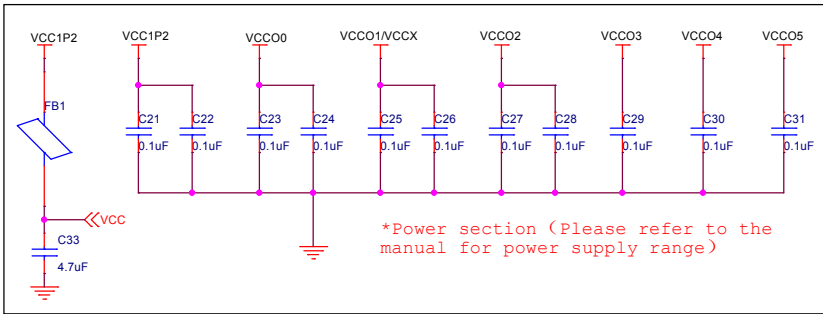 VCC1P2 VCC1P2 VCCO0 VCCO1/VCCX VCCO2 VCCO3 VCCO4 VCCO5
FB1
C21 C22 C23 C24 C25 C26 C27 C28 C29 C30 C31
0.1uF 0.1uF 0.1uF 0.1uF 0.1uF 0.1uF 0.1uF 0.1uF 0.1uF 0.1uF 0.1uF
VCC
C33
4.7uF
*Power section（Please refer to the
manual for power supply range)